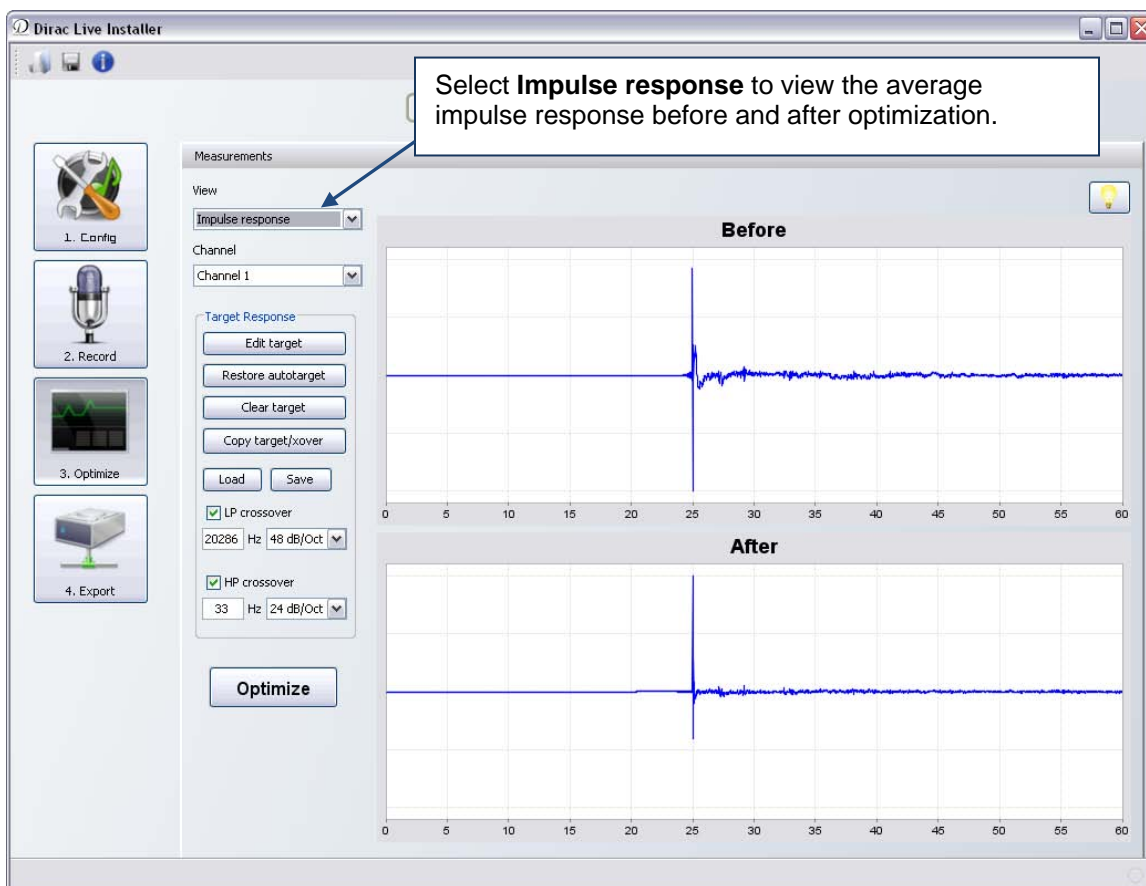 Dirac Live Installer
Select Impulse response to view the average
impulse response before and after optimization.
1. Config
2. Record
3. Optimize
4. Export
Measurements
View
Impulse response
Channel
Channel 1
Target Response
Edit target
Restore autotarget
Clear target
Copy target/xover
Load Save
LP crossover
20286 Hz 48 dB/Oct
HP crossover
33 Hz 24 dB/Oct
Optimize
Before
0 5 10 15 20 25 30 35 40 45 50 55 60
After
0 5 10 15 20 25 30 35 40 45 50 55 60